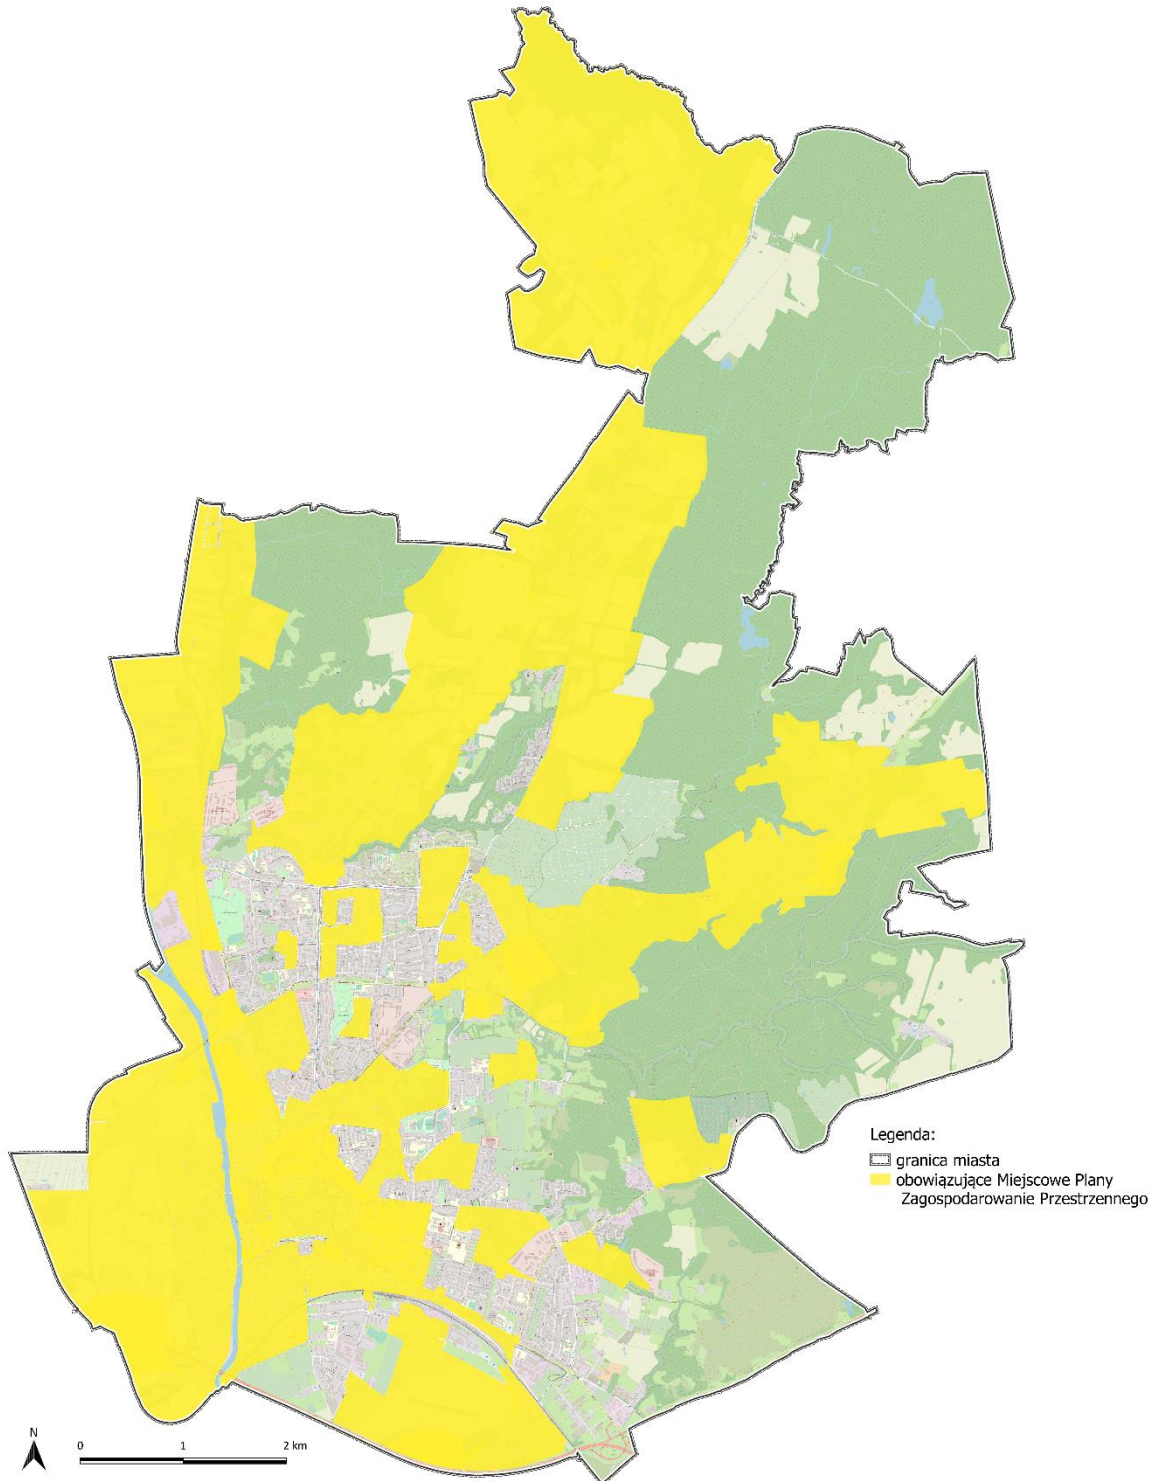 Legenda:
granica miasta
obowiązujące Miejscowe Plany
Zagospodarowanie Przestrzennego
N
0 1 2 km